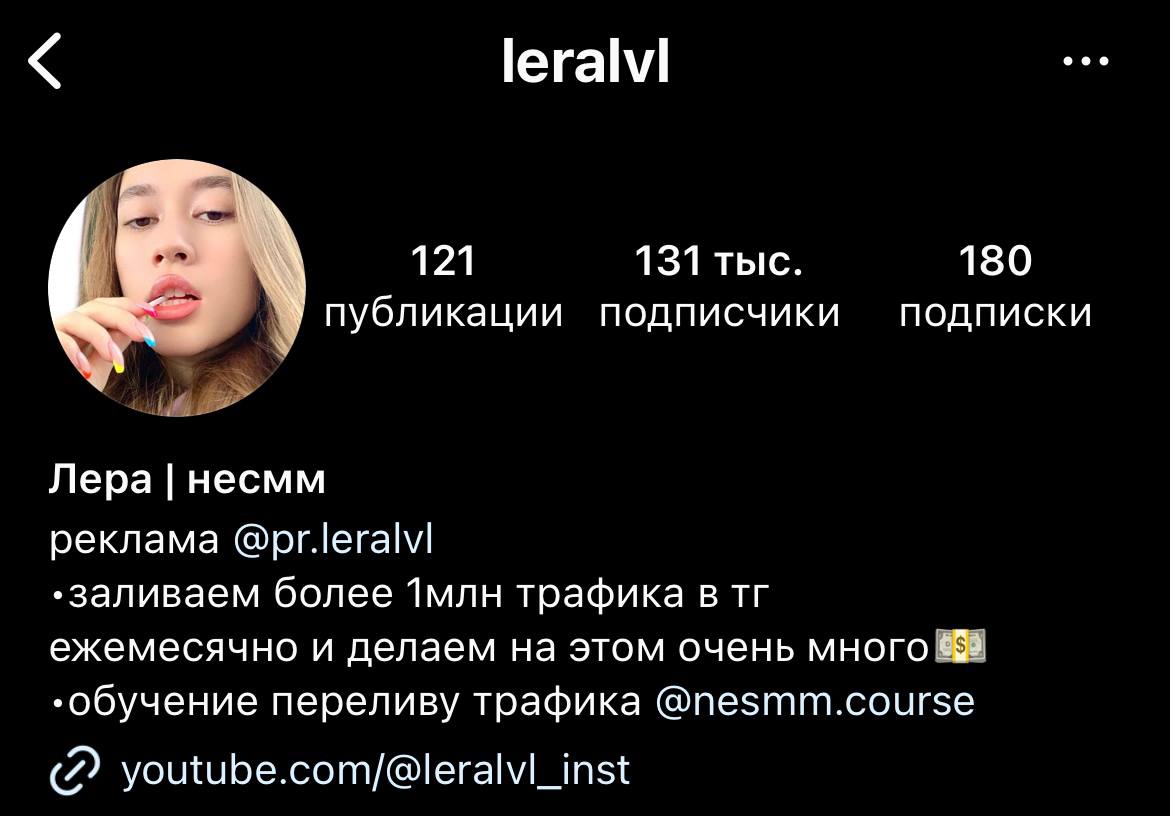 leralvl
121 131 тыс. 180
публикации подписчики подписки
Лера | несмм
реклама @pr.leralvl
•заливаем более 1млн трафика в тг
ежемесячно и делаем на этом очень много💵
•обучение переливу трафика @nesmm.course
youtube.com/@leralvl_inst